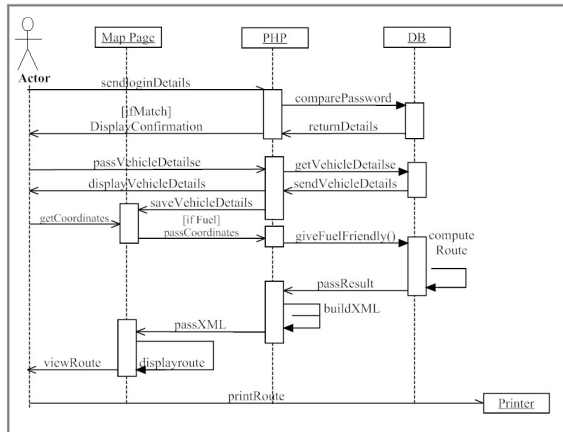 Map Page
PHP
DB
Actor
sendloginDetails
comparePassword
[ifMatch]
DisplayConfirmation
returnDetails
passVehicleDetailse
getVehicleDetailse
displayVehicleDetails
sendVehicleDetails
saveVehicleDetails
getCoordinates
[if Fuel]
passCoordinates
giveFuelFriendly()
compute
Route
passResult
buildXML
passXML
viewRoute
displayroute
printRoute
Printer